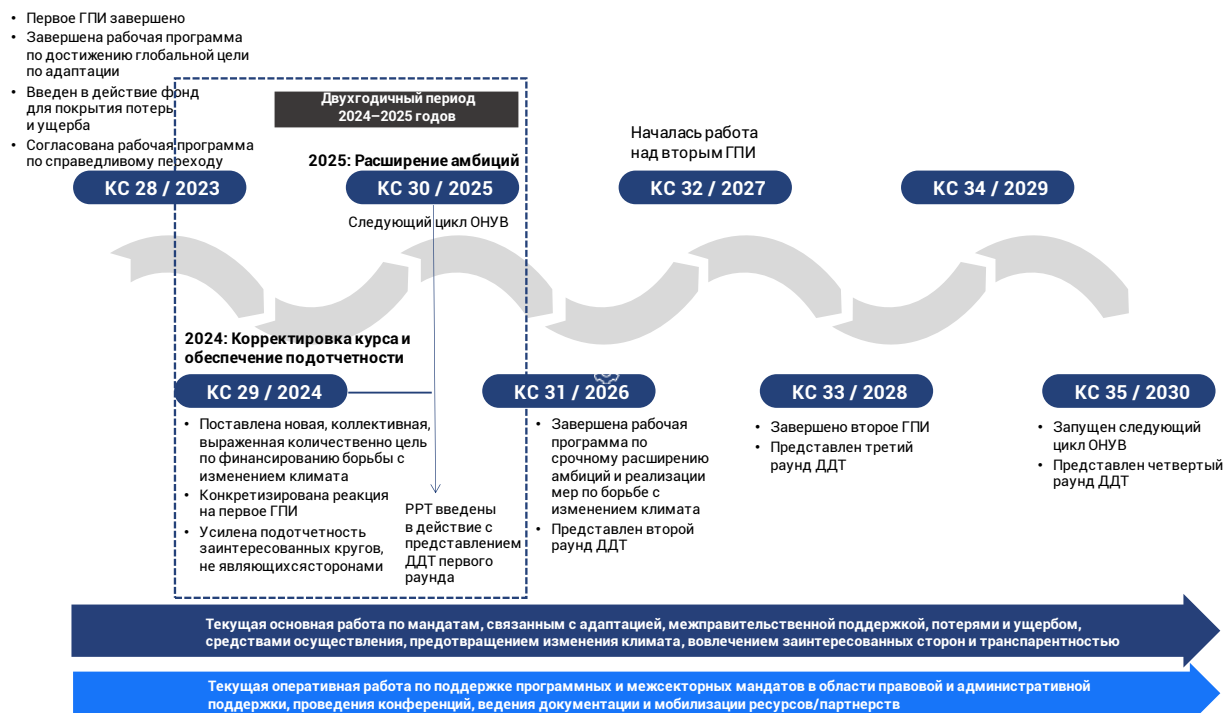 • Первое ГПИ завершено
• Завершена рабочая программа
по достижению глобальной цели
по адаптации
• Введен в действие фонд
для покрытия потерь
и ущерба
• Согласована рабочая программа
по справедливому переходу
КС 28 / 2023
Двухгодичный период
2024–2025 годов
2025: Расширение амбиций
КС 30 / 2025
Следующий цикл ОНУВ
Началась работа
над вторым ГПИ
КС 32 / 2027
КС 34 / 2029
2024: Корректировка курса и
обеспечение подотчетности
КС 29 / 2024
• Поставлена новая, коллективная,
выраженная количественно цель
по финансированию борьбы с
изменением климата
• Конкретизирована реакция
на первое ГПИ
• Усилена подотчетность
заинтересованных кругов,
не являющихсясторонами
РРТ введены
в действие с
представлением
ДДТ первого
раунда
КС 31 / 2026
• Завершена рабочая
программа по
срочному расширению
амбиций и реализации
мер по борьбе с
изменением климата
• Представлен второй
раунд ДДТ
КС 33 / 2028
• Завершено второе ГПИ
• Представлен третий
раунд ДДТ
КС 35 / 2030
• Запущен следующий
цикл ОНУВ
• Представлен четвертый
раунд ДДТ
Текущая основная работа по мандатам, связанным с адаптацией, межправительственной поддержкой, потерями и ущербом,
средствами осуществления, предотвращением изменения климата, вовлечением заинтересованных сторон и транспарентностью
Текущая оперативная работа по поддержке программных и межсекторных мандатов в области правовой и административной
поддержки, проведения конференций, ведения документации и мобилизации ресурсов/партнерств